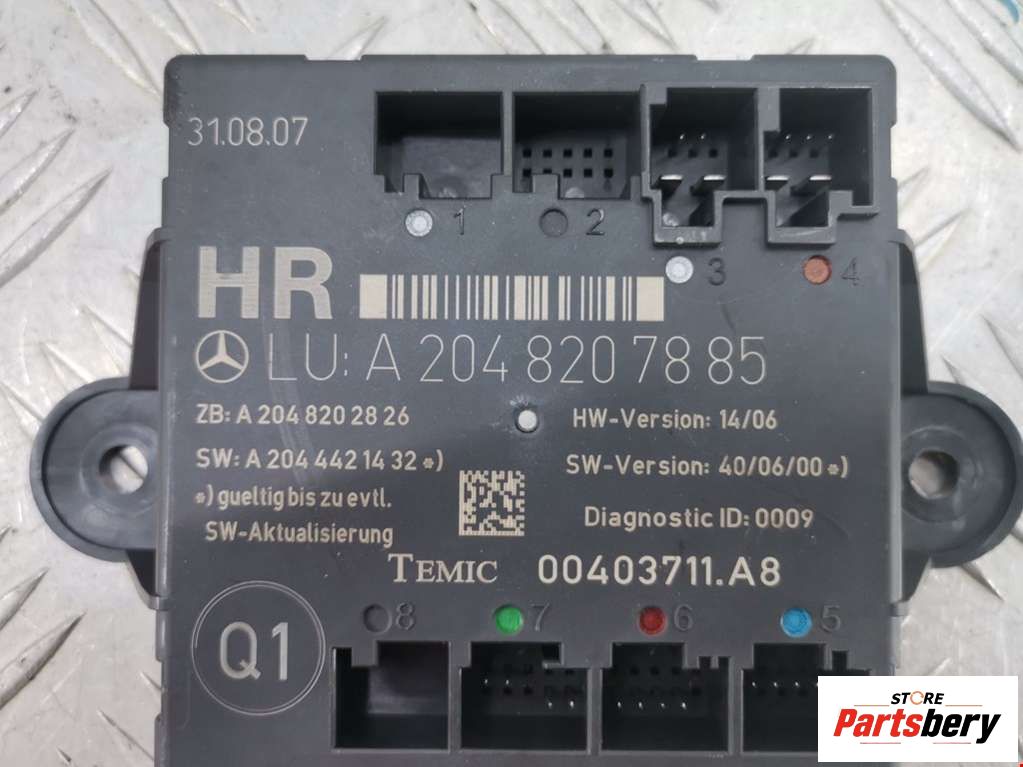 31.08.07
1 2 3 4
HR
LU: A 204 820 78 85
ZB: A 204 820 28 26 HW-Version: 14/06
SW: A 204 442 14 32 *) SW-Version: 40/06/00 *)
*) gueltig bis zu evtl.
SW-Aktualisierung
Diagnostic ID: 0009
TEMIC 00403711.A8
8 7 6 5
Q1
STORE
Partsbery